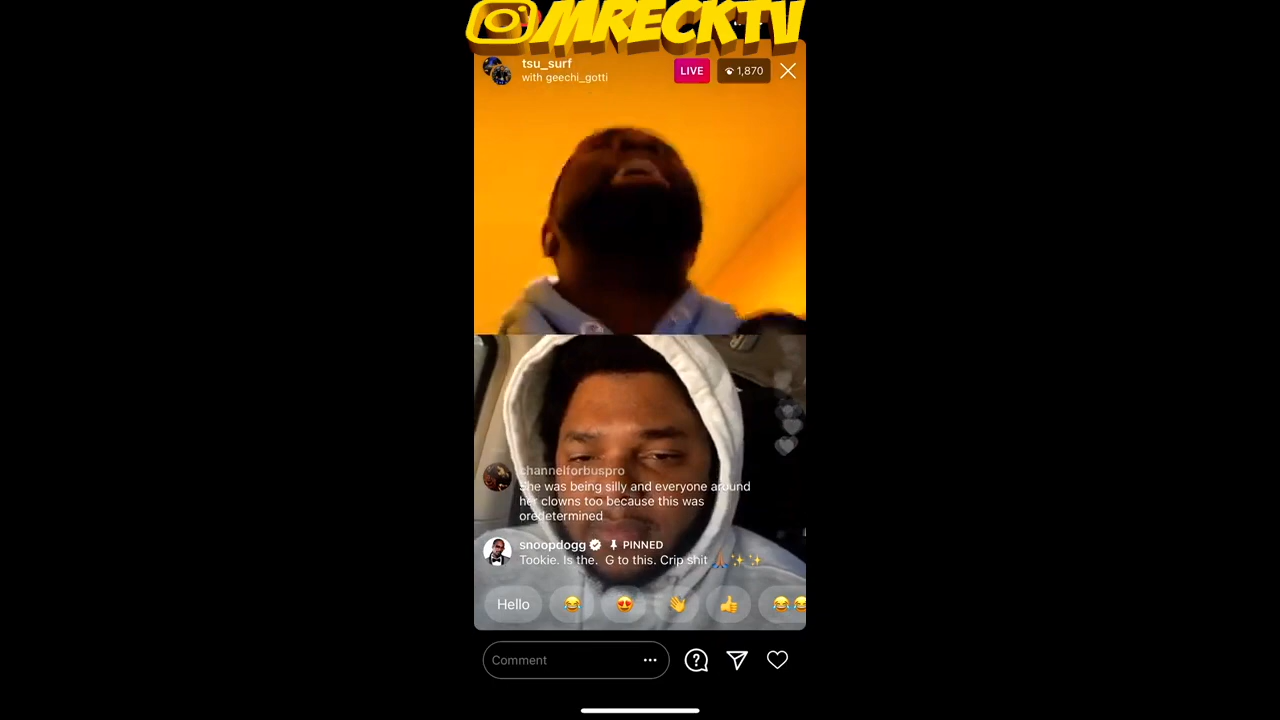 MRECKTV
tsu_surf
with geechi_gotti
LIVE
1,870
channelforbuspro
She was being silly and everyone around
her clowns too because this was
oredetermined
snoopdogg PINNED
Tookie. Is the. G to this. Crip shit 🙏🏽✨✨
Hello 😂 😍 👋 👍 😂😂
Comment